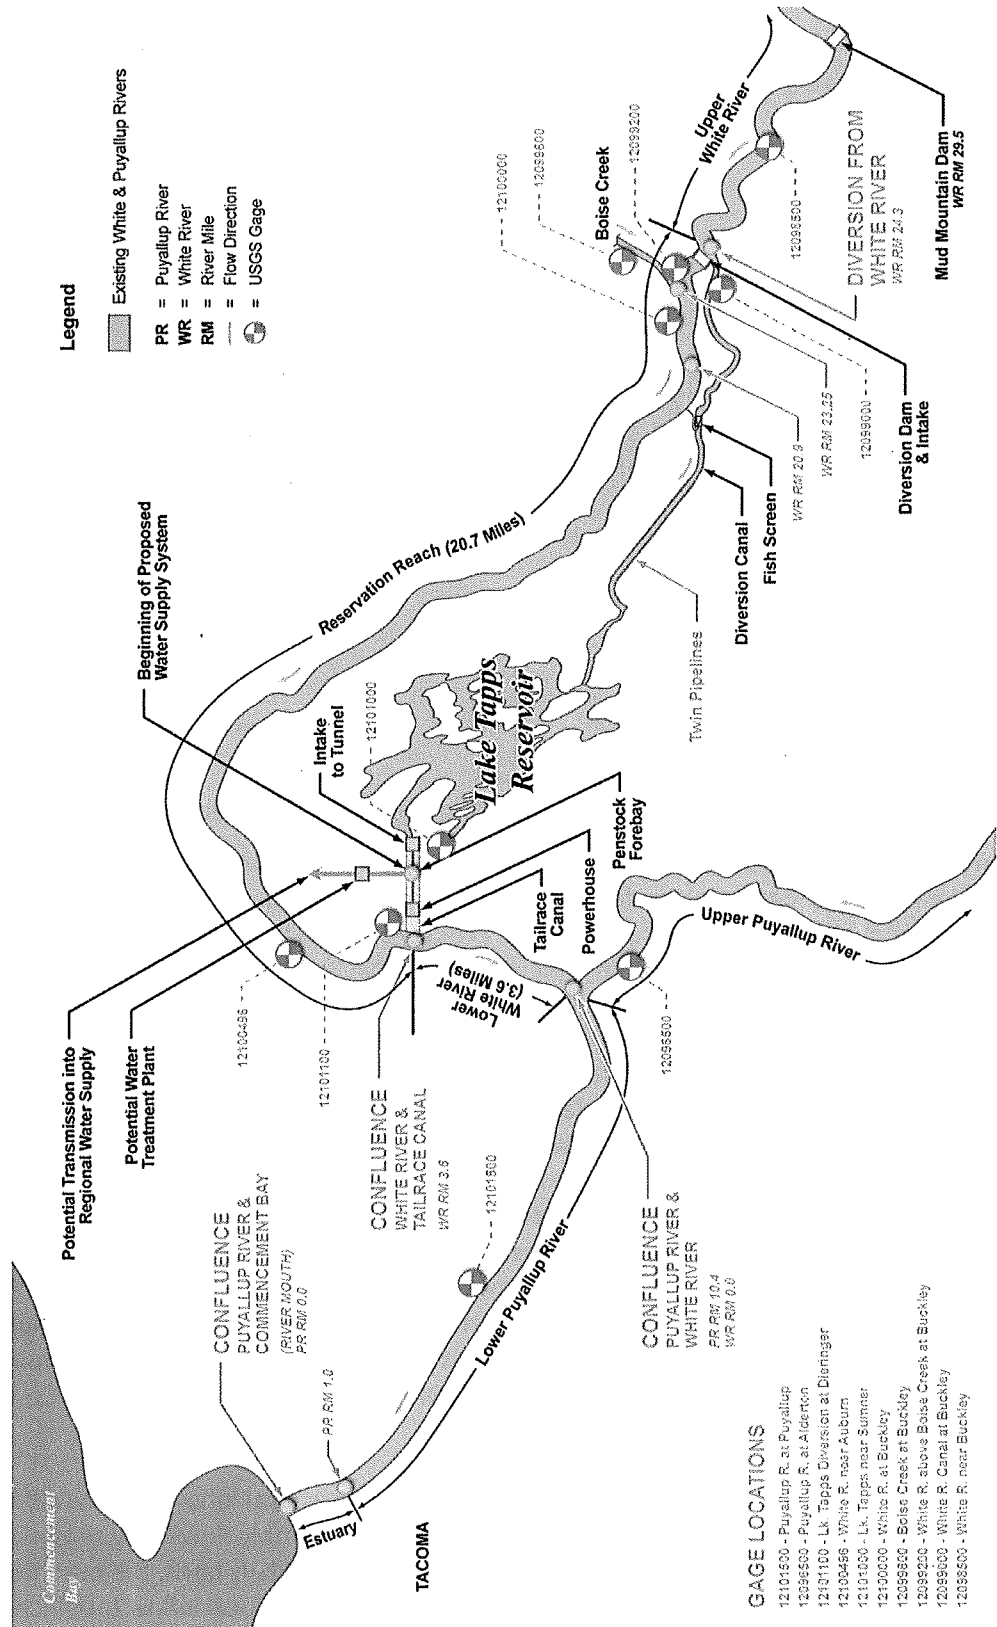 Legend
Existing White & Puyallup Rivers
PR = Puyallup River
WR = White River
RM = River Mile
= Flow Direction
= USGS Gage
Commencement
Bay
TACOMA
Estuary
PR RM 1.0
CONFLUENCE
PUYALLUP RIVER &
COMMENCEMENT BAY
(RIVER MOUTH)
PR RM 0.0
Potential Transmission into
Regional Water Supply
Potential Water
Treatment Plant
CONFLUENCE
WHITE RIVER &
TAILRACE CANAL
WR RM 3.6
12101500
Lower Puyallup River
CONFLUENCE
PUYALLUP RIVER &
WHITE RIVER
PR RM 10.4
WR RM 0.0
12100496
12101100
Lower
White River
(3.6 Miles)
12096500
Upper Puyallup River
Tailrace
Canal
Powerhouse
Penstock
Forebay
Intake
to Tunnel
12101000
Beginning of Proposed
Water Supply System
Lake Tapps
Reservoir
Reservation Reach (20.7 Miles)
Twin Pipelines
Diversion Canal
Fish Screen
WR RM 20.9
WR RM 23.25
12099000
Diversion Dam
& Intake
12100000
12099600
Boise Creek
12099200
Upper
White River
12098500
DIVERSION FROM
WHITE RIVER
WR RM 24.3
Mud Mountain Dam
WR RM 29.5
GAGE LOCATIONS
12101500 - Puyallup R. at Puyallup
12096500 - Puyallup R. at Alderton
12101100 - Lk. Tapps Diversion at Dieringer
12100496 - White R. near Auburn
12101000 - Lk. Tapps near Sumner
12100000 - White R. at Buckley
12099600 - Boise Creek at Buckley
12099200 - White R. above Boise Creek at Buckley
12099000 - White R. Canal at Buckley
12098500 - White R. near Buckley